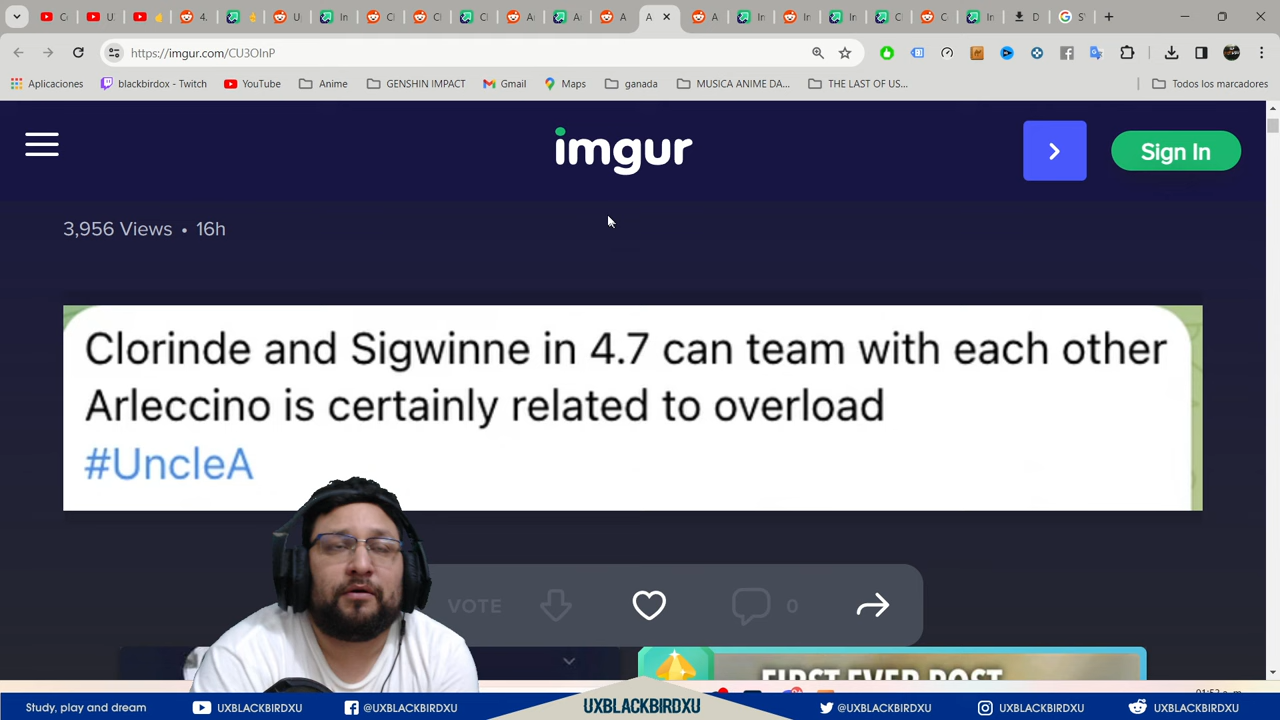 https://imgur.com/CU3OlnP
Aplicaciones
blackbirdox - Twitch
YouTube
Anime
GENSHIN IMPACT
Gmail
Maps
ganada
MUSICA ANIME DA...
THE LAST OF US...
Todos los marcadores
imgur
Sign In
3,956 Views • 16h
Clorinde and Sigwinne in 4.7 can team with each other
Arleccino is certainly related to overload
#UncleA
VOTE
0
FIRST EVER POST
Study, play and dream
UXBLACKBIRDXU
@UXBLACKBIRDXU
UXBLACKBIRDXU
@UXBLACKBIRDXU
UXBLACKBIRDXU
UXBLACKBIRDXU